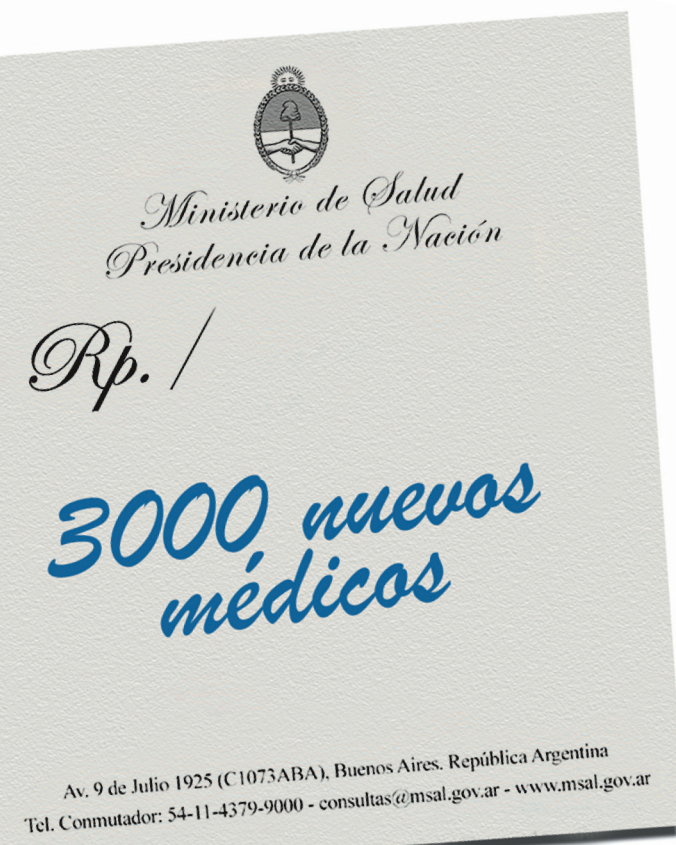 Ministerio de Salud
Presidencia de la Nación
Rp. /
3000 nuevos
médicos
Av. 9 de Julio 1925 (C1073ABA), Buenos Aires. República Argentina
Tel. Conmutador: 54-11-4379-9000 - consultas@msal.gov.ar - www.msal.gov.ar